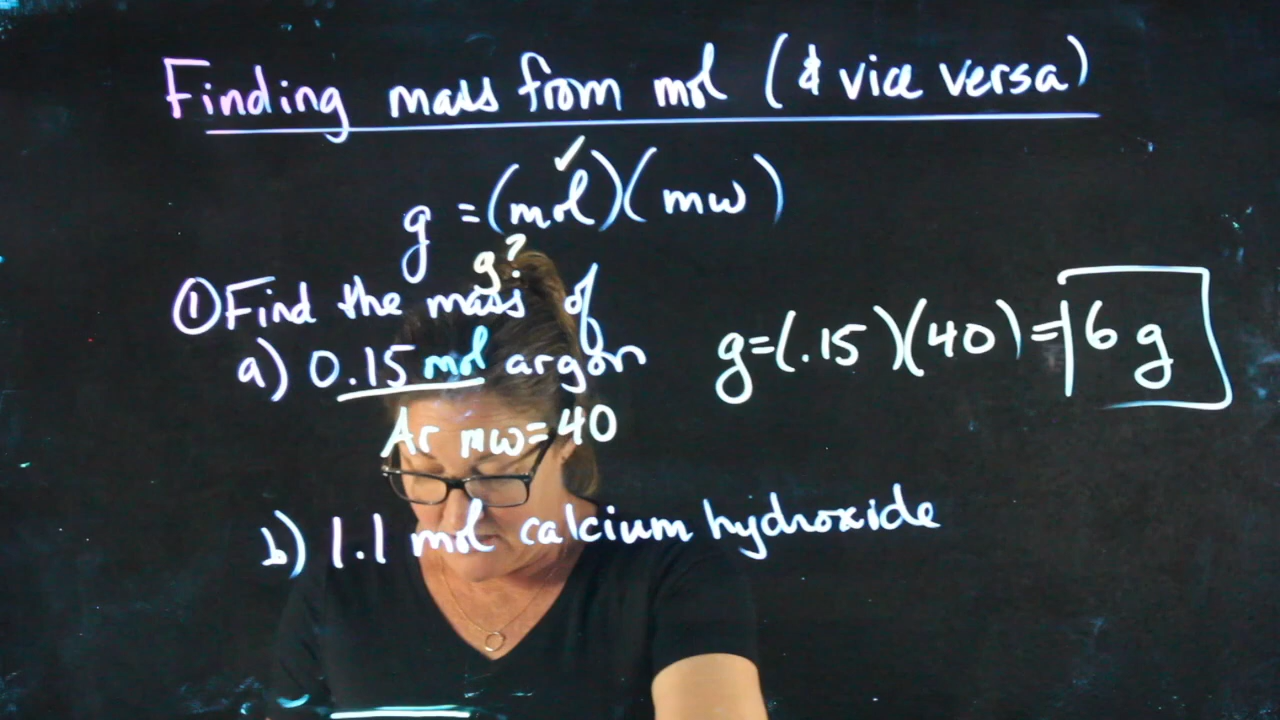 Finding mass from mol (& vice versa)
g = (mol)(mw)
g?
① Find the mass of
a) 0.15 mol argon
g=(.15)(40)=6 g
Ar mw=40
b) 1.1 mol calcium hydroxide